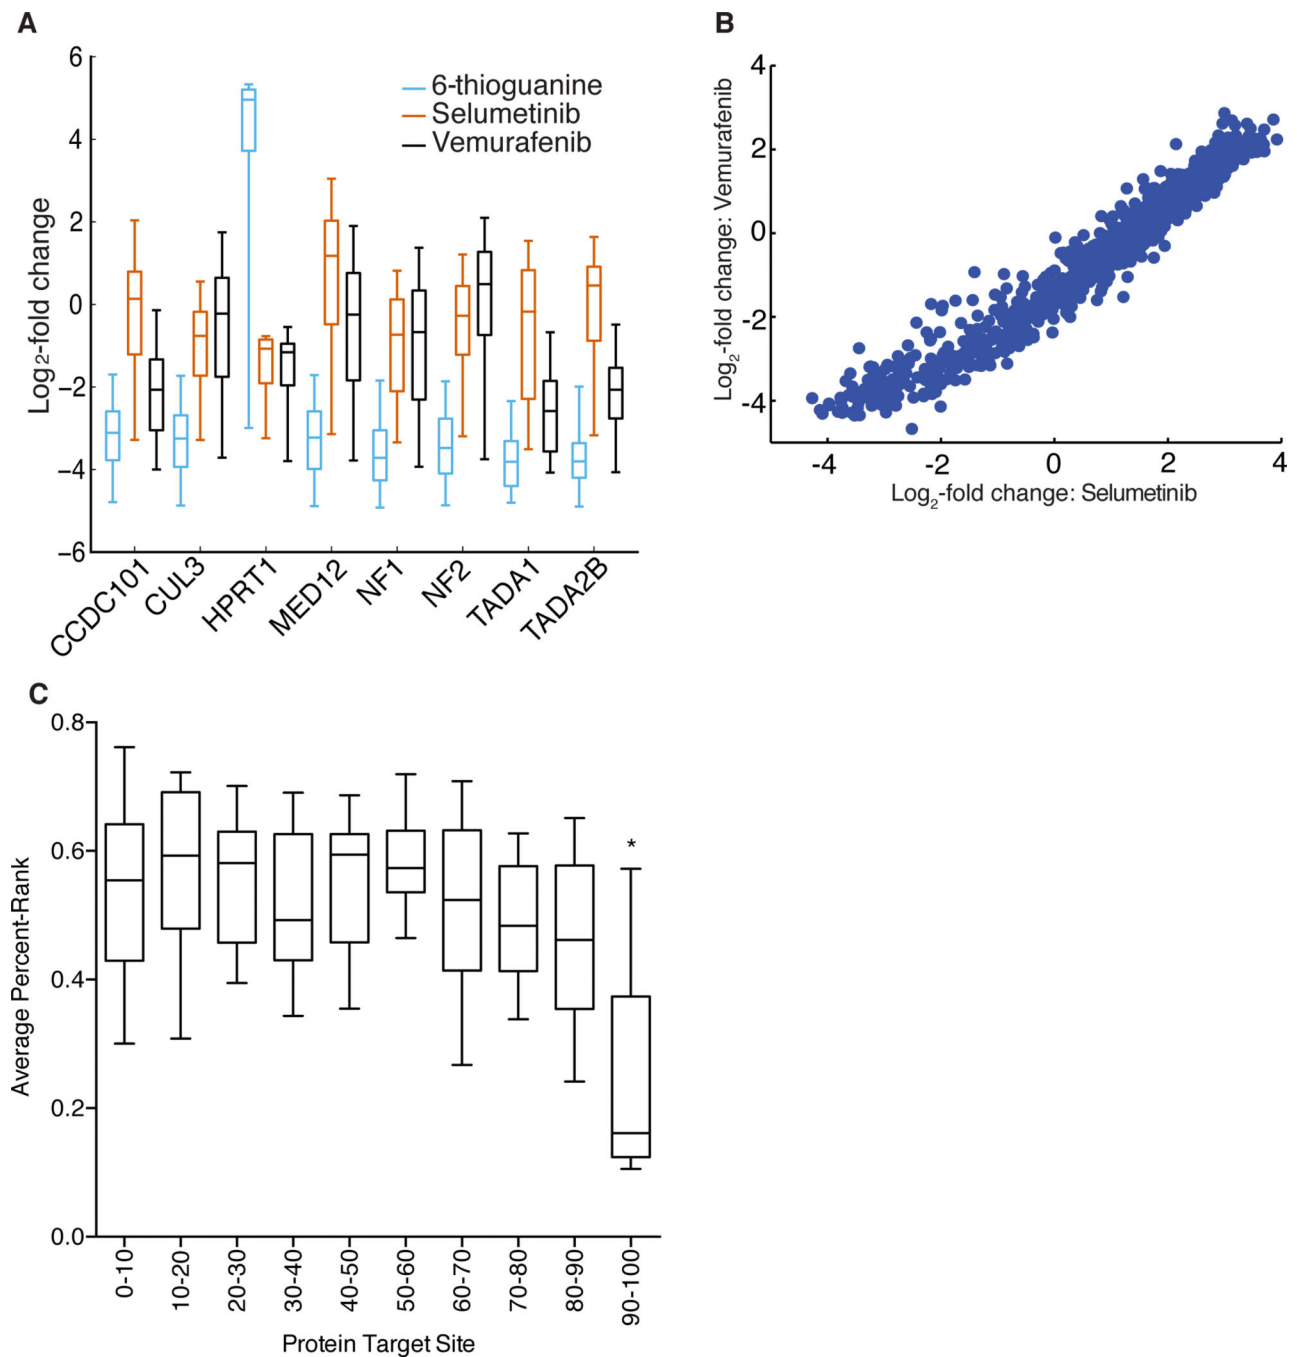 A
6
4
2
0
−2
−4
−6
Log2-fold change
6-thioguanine
Selumetinib
Vemurafenib
CCDC101
CUL3
HPRT1
MED12
NF1
NF2
TADA1
TADA2B
B
4
2
0
-2
-4
Log2-fold change: Vemurafenib
-4
-2
0
2
4
Log2-fold change: Selumetinib
C
0.8
0.6
0.4
0.2
0.0
Average Percent-Rank
*
0-10
10-20
20-30
30-40
40-50
50-60
60-70
70-80
80-90
90-100
Protein Target Site